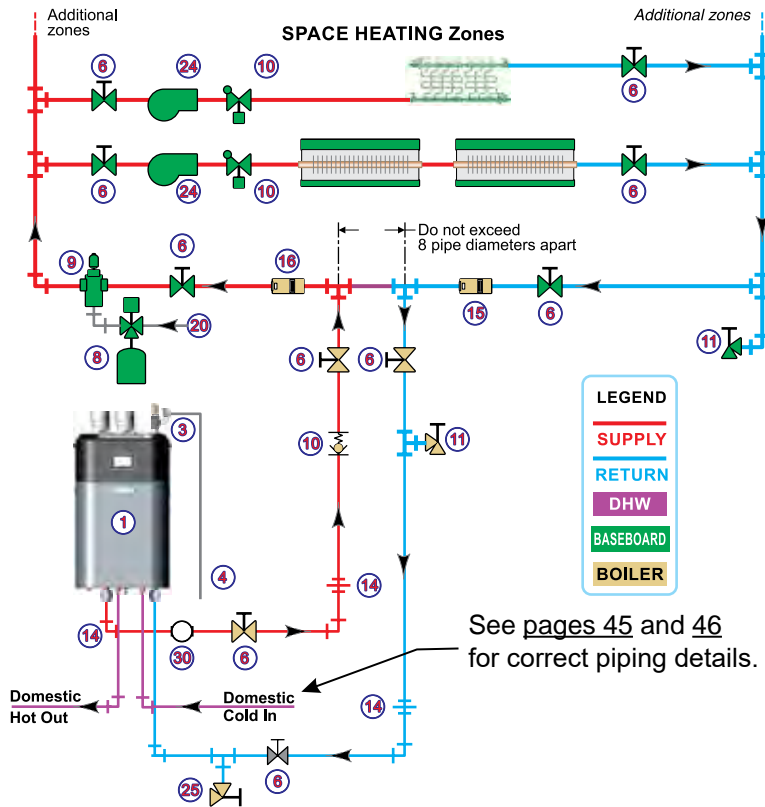 Additional
zones
SPACE HEATING Zones
Additional zones
6
24
10
6
6
24
10
6
Do not exceed
8 pipe diameters apart
9
6
16
15
6
20
8
6
6
11
3
10
11
1
4
14
14
30
6
LEGEND
SUPPLY
RETURN
DHW
BASEBOARD
BOILER
See pages 45 and 46
for correct piping details.
Domestic
Hot Out
Domestic
Cold In
14
6
25